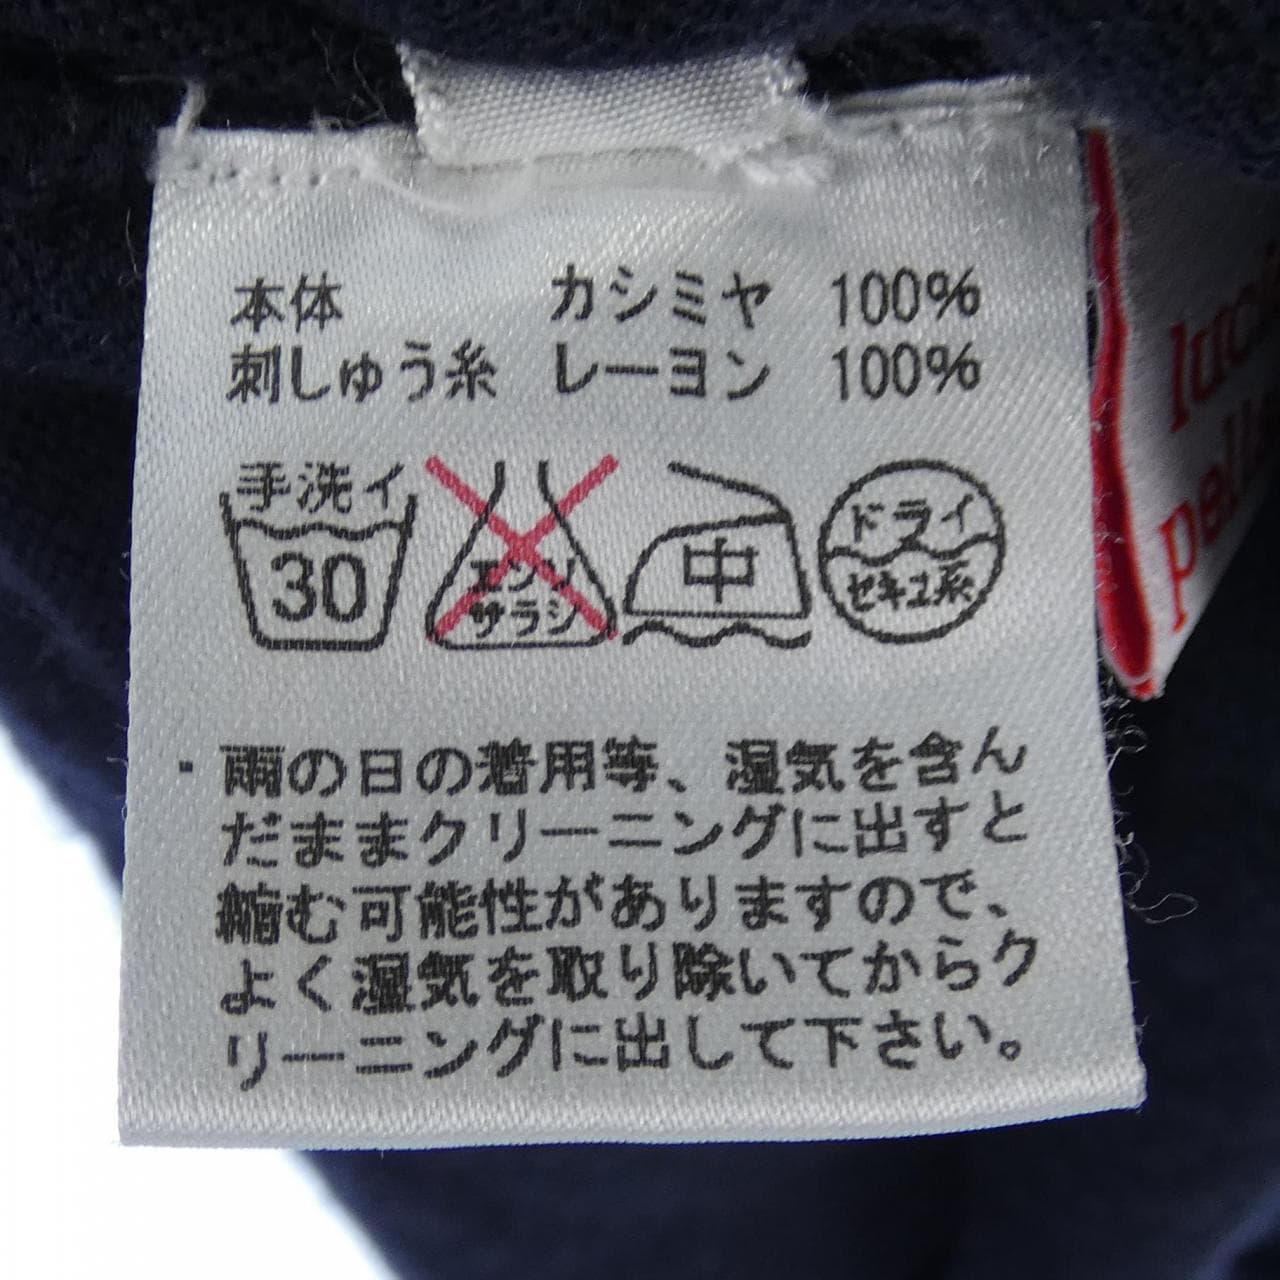 本体 カシミヤ 100%
刺しゅう糸 レーヨン 100%
手洗イ
30
エンソ
サラシ
中
ドライ
セキユ系
・雨の日の着用等、湿気を含ん
だままクリーニングに出すと
縮む可能性がありますので、
よく湿気を取り除いてからク
リーニングに出して下さい。